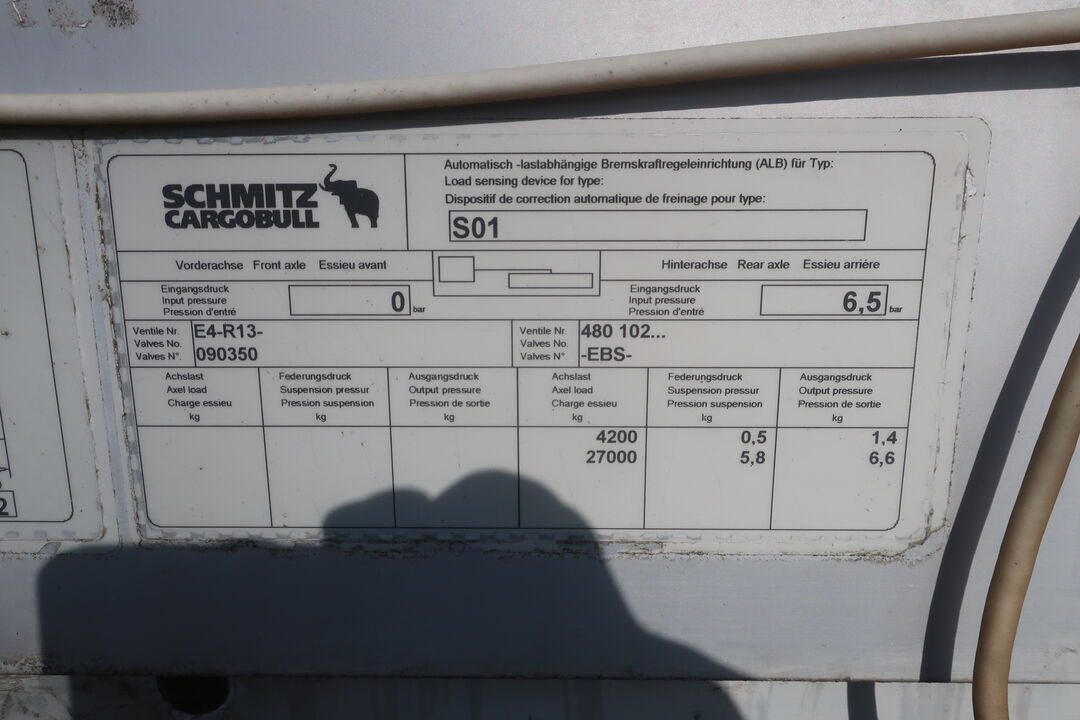 SCHMITZ
CARGOBULL
Automatisch -lastabhängige Bremskraftregeleinrichtung (ALB) für Typ:
Load sensing device for type:
Dispositif de correction automatique de freinage pour type:
S01
Vorderachse Front axle Essieu avant
Hinterachse Rear axle Essieu arriére
Eingangsdruck
Input pressure
Pression d'entré
0 bar
Eingangsdruck
Input pressure
Pression d'entré
6,5 bar
Ventile Nr.
Valves No.
Valves N°.
E4-R13-
090350
Ventile Nr.
Valves No.
Valves N°
480 102...
-EBS-
Achslast
Axel load
Charge essieu
kg
Federungsdruck
Suspension pressur
Pression suspension
kg
Ausgangsdruck
Output pressure
Pression de sortie
kg
Achslast
Axel load
Charge essieu
kg
Federungsdruck
Suspension pressur
Pression suspension
kg
Ausgangsdruck
Output pressure
Pression de sortie
kg
4200 0,5 1,4
27000 5,8 6,6
2